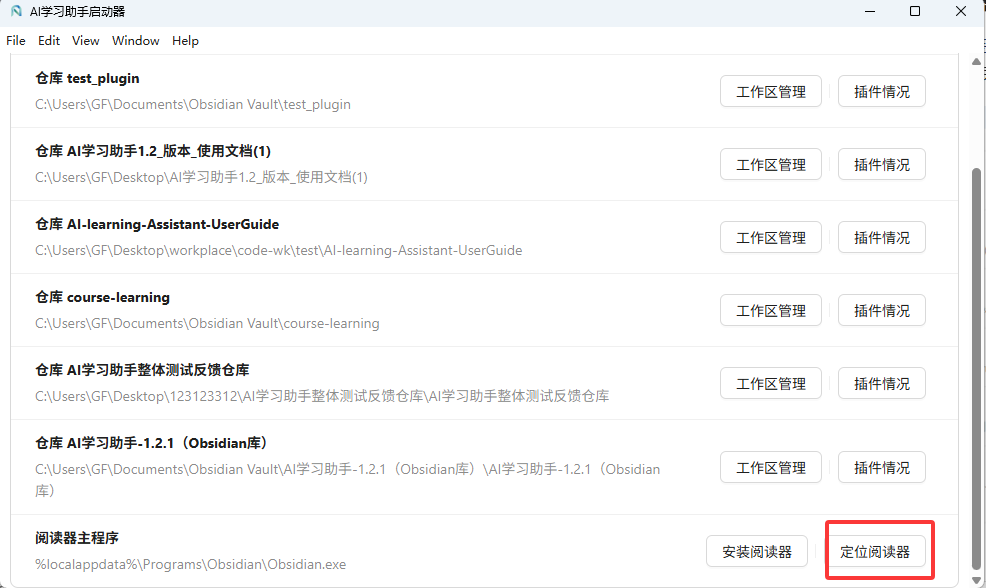 AI学习助手启动器
File Edit View Window Help
仓库 test_plugin
C:\Users\GF\Documents\Obsidian Vault\test_plugin
工作区管理 插件情况
仓库 AI学习助手1.2_版本_使用文档(1)
C:\Users\GF\Desktop\AI学习助手1.2_版本_使用文档(1)
工作区管理 插件情况
仓库 AI-learning-Assistant-UserGuide
C:\Users\GF\Desktop\workplace\code-wk\test\AI-learning-Assistant-UserGuide
工作区管理 插件情况
仓库 course-learning
C:\Users\GF\Documents\Obsidian Vault\course-learning
工作区管理 插件情况
仓库 AI学习助手整体测试反馈仓库
C:\Users\GF\Desktop\123123312\AI学习助手整体测试反馈仓库\AI学习助手整体测试反馈仓库
工作区管理 插件情况
仓库 AI学习助手-1.2.1（Obsidian库）
C:\Users\GF\Documents\Obsidian Vault\AI学习助手-1.2.1（Obsidian库）\AI学习助手-1.2.1（Obsidian
库）
工作区管理 插件情况
阅读器主程序
%localappdata%\Programs\Obsidian\Obsidian.exe
安装阅读器 定位阅读器